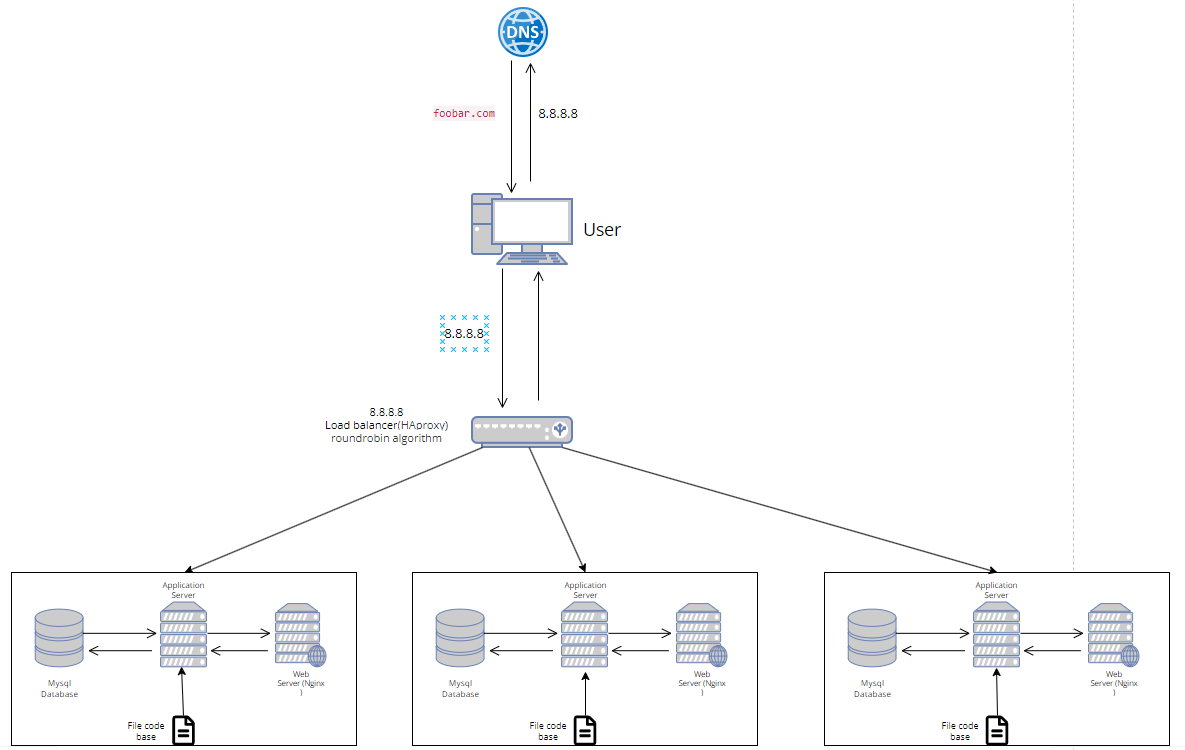 DNS
foobar.com
8.8.8.8
User
8.8.8.8
8.8.8.8
Load balancer(HAproxy)
roundrobin algorithm
Application
Server
Mysql
Database
Web
Server (Nginx
)
File code
base
Application
Server
Mysql
Database
Web
Server (Nginx
)
File code
base
Application
Server
Mysql
Database
Web
Server (Nginx
)
File code
base